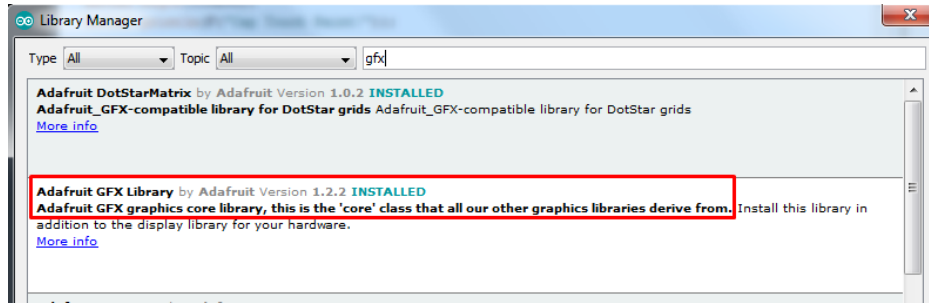 Library Manager
Type All Topic All gfx
Adafruit DotStarMatrix by Adafruit Version 1.0.2 INSTALLED
Adafruit_GFX-compatible library for DotStar grids Adafruit_GFX-compatible library for DotStar grids
More info
Adafruit GFX Library by Adafruit Version 1.2.2 INSTALLED
Adafruit GFX graphics core library, this is the 'core' class that all our other graphics libraries derive from. Install this library in
addition to the display library for your hardware.
More info